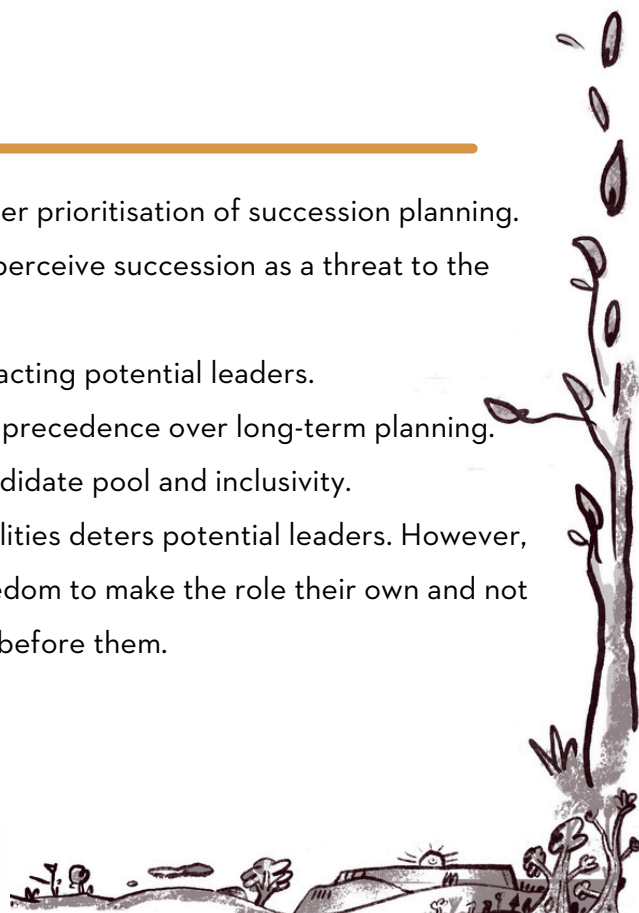 er prioritisation of succession planning.
perceive succession as a threat to the
acting potential leaders.
precedence over long-term planning.
didate pool and inclusivity.
lities deters potential leaders. However,
edom to make the role their own and not
before them.